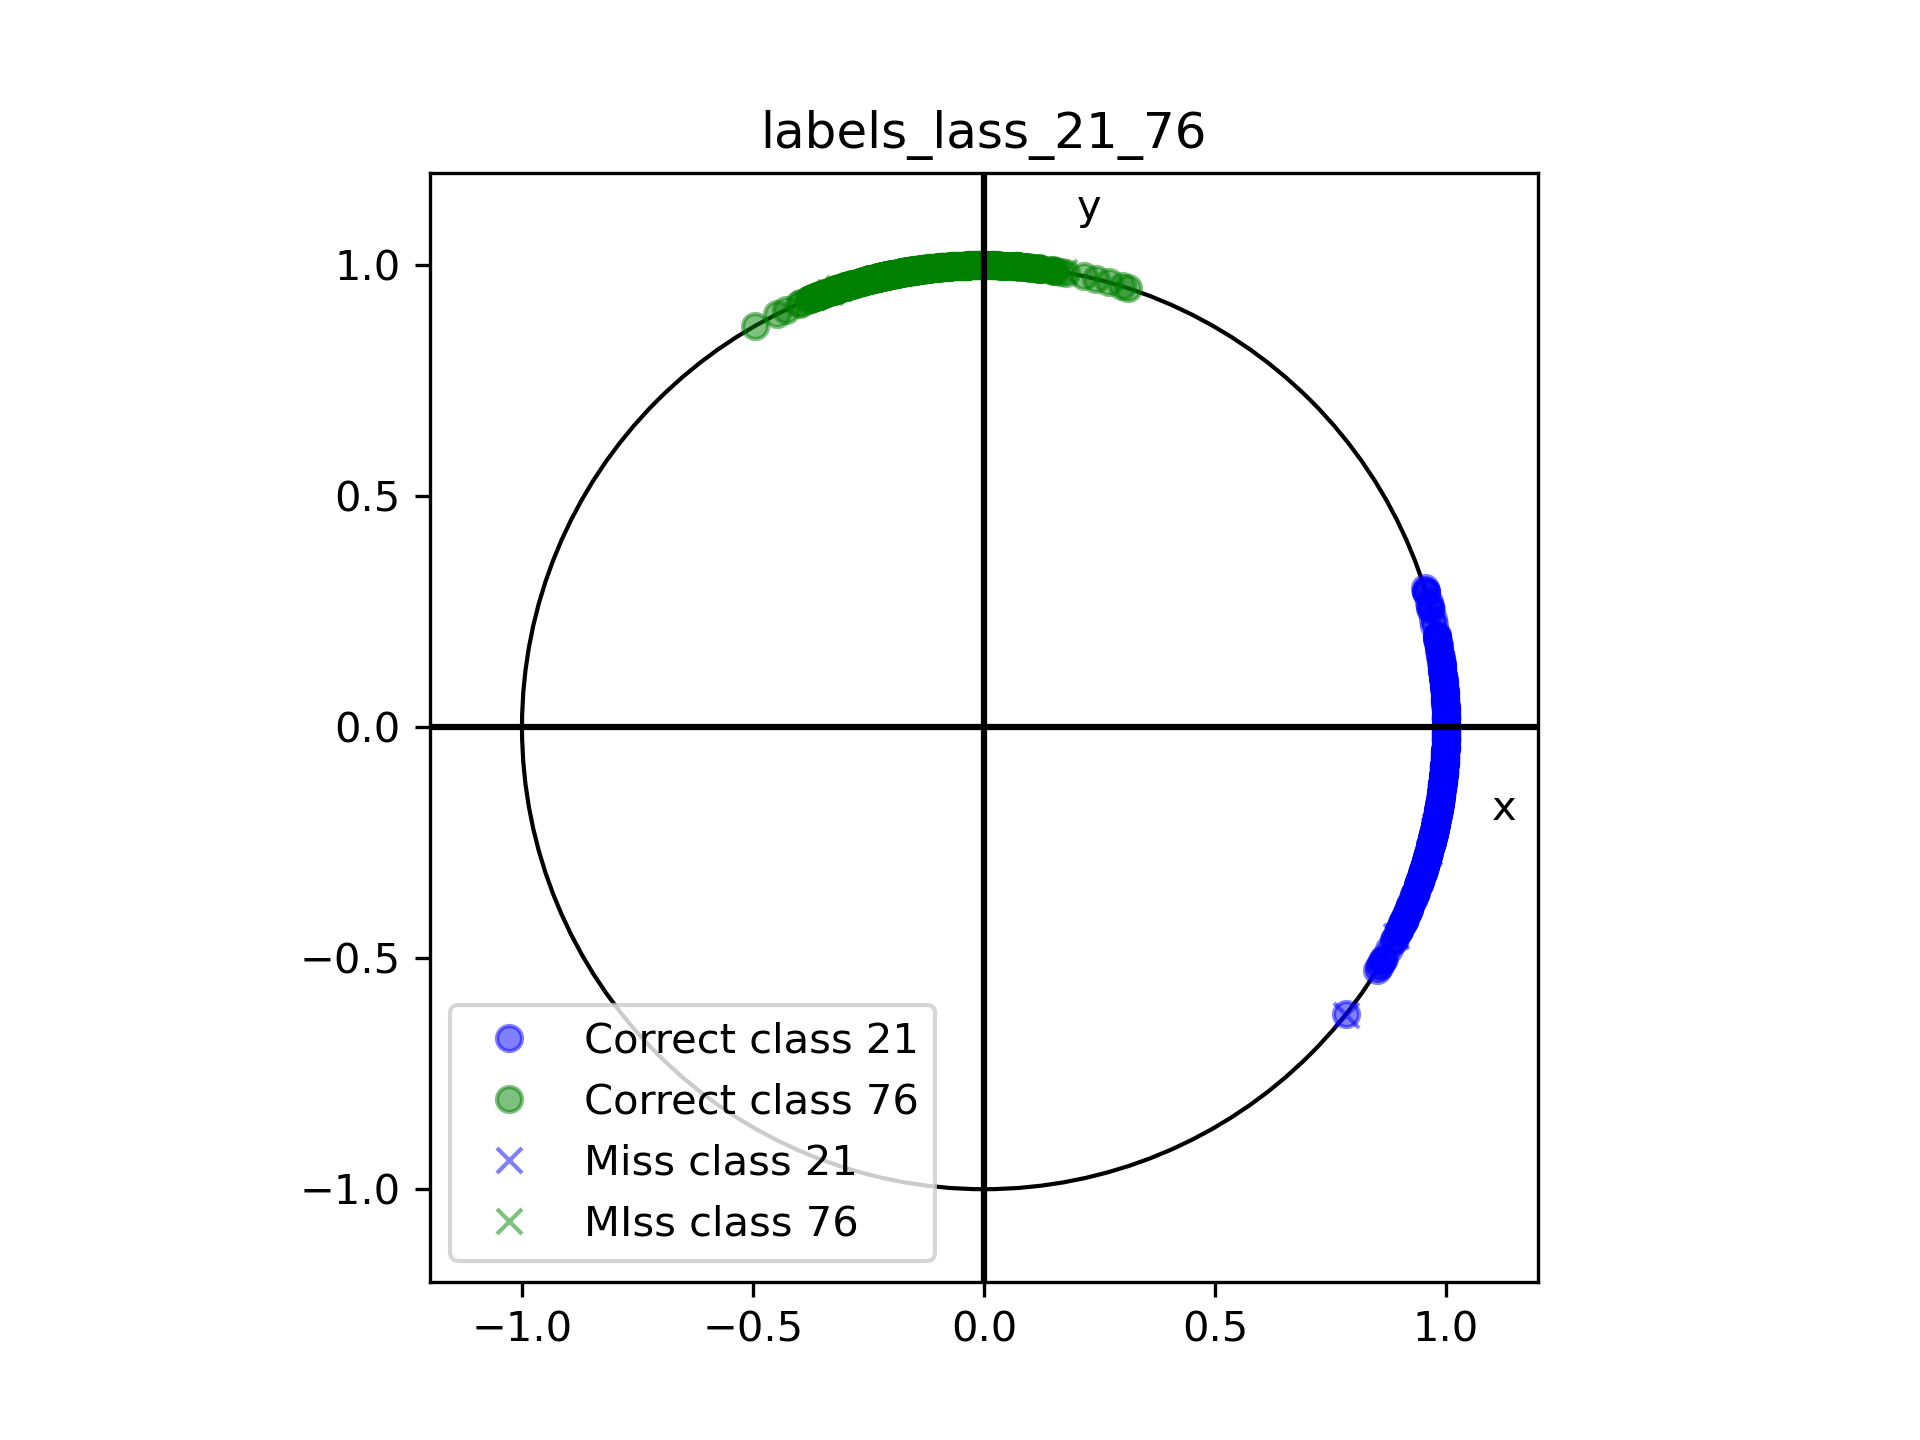 labels_lass_21_76
y
1.0
0.5
0.0
x
−0.5
−1.0
Correct class 21
Correct class 76
Miss class 21
MIss class 76
−1.0 −0.5 0.0 0.5 1.0